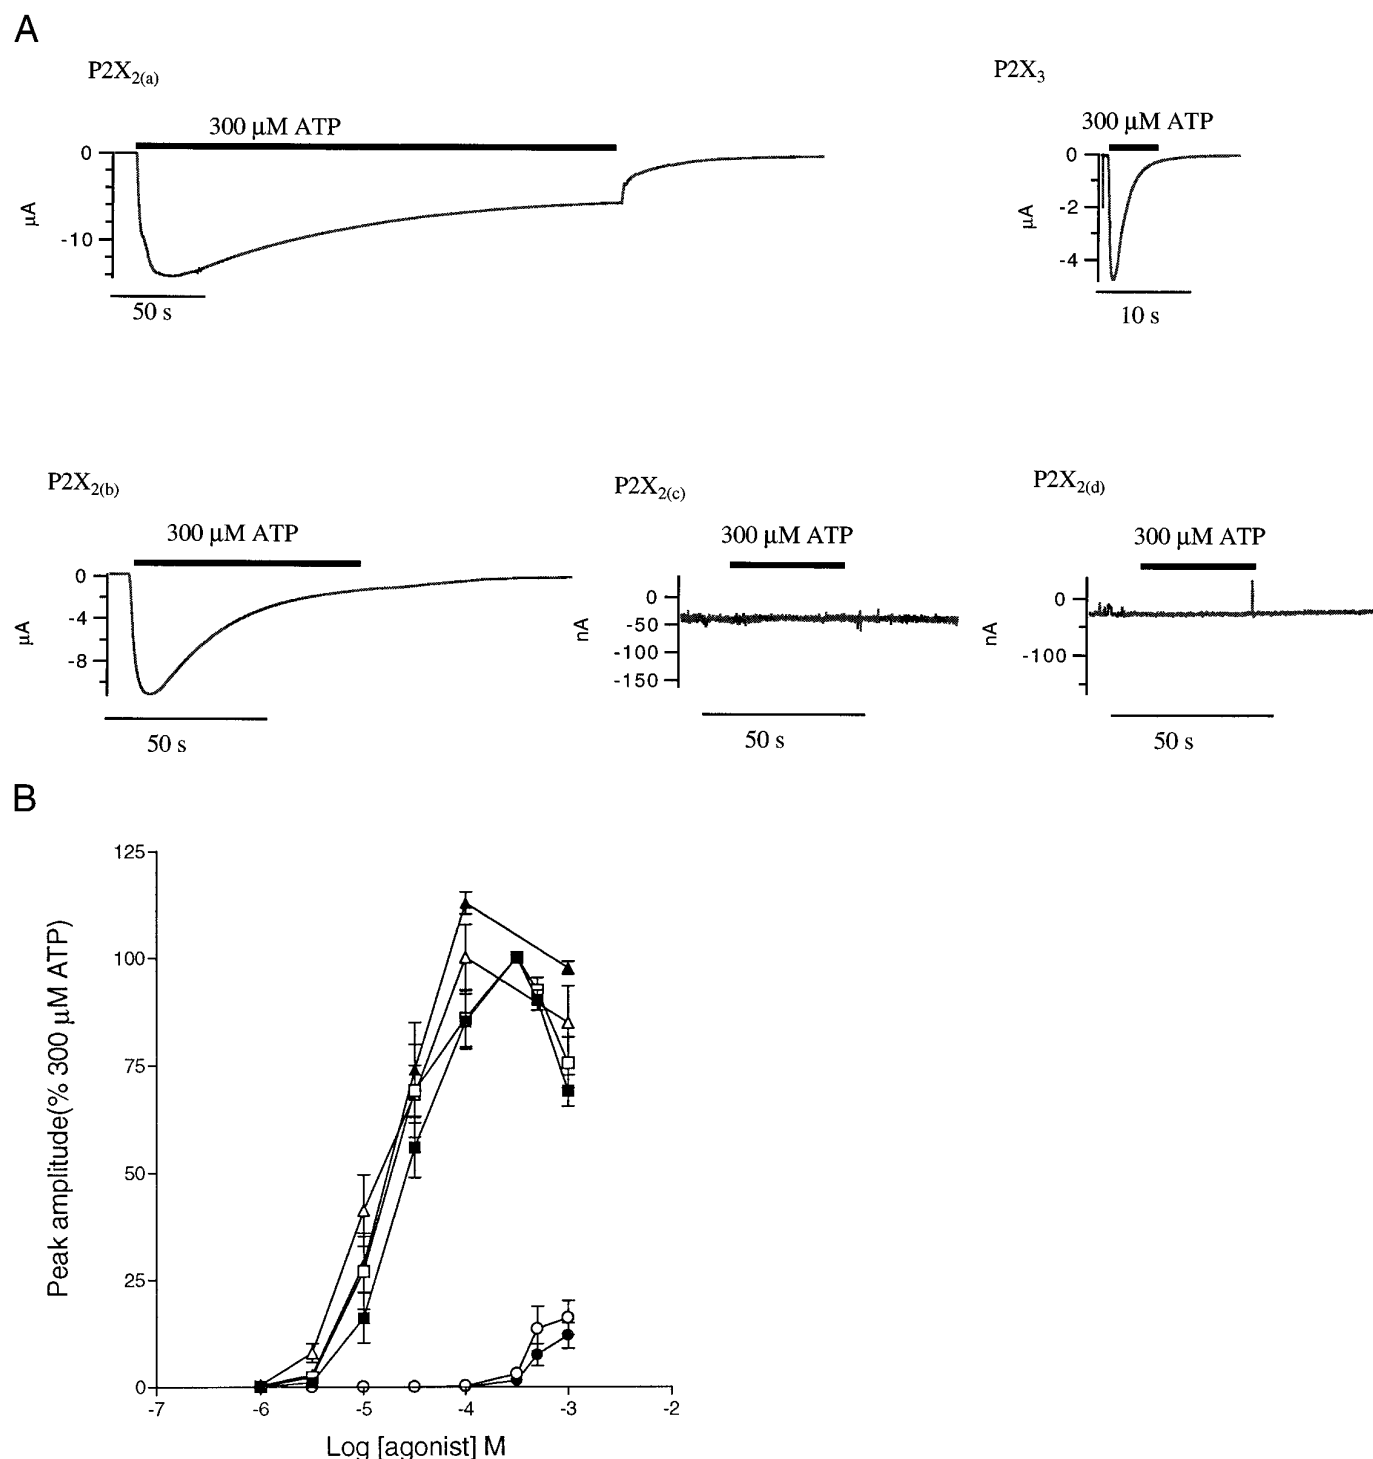 A
P2X2(a)
300 µM ATP
0
-10
µA
50 s
P2X3
300 µM ATP
0
-2
-4
µA
10 s
P2X2(b)
300 µM ATP
0
-4
-8
µA
50 s
P2X2(c)
300 µM ATP
0
-50
-100
-150
nA
50 s
P2X2(d)
300 µM ATP
0
-100
nA
50 s
B
125
100
75
50
25
0
Peak amplitude(% 300 µM ATP)
-7 -6 -5 -4 -3 -2
Log [agonist] M